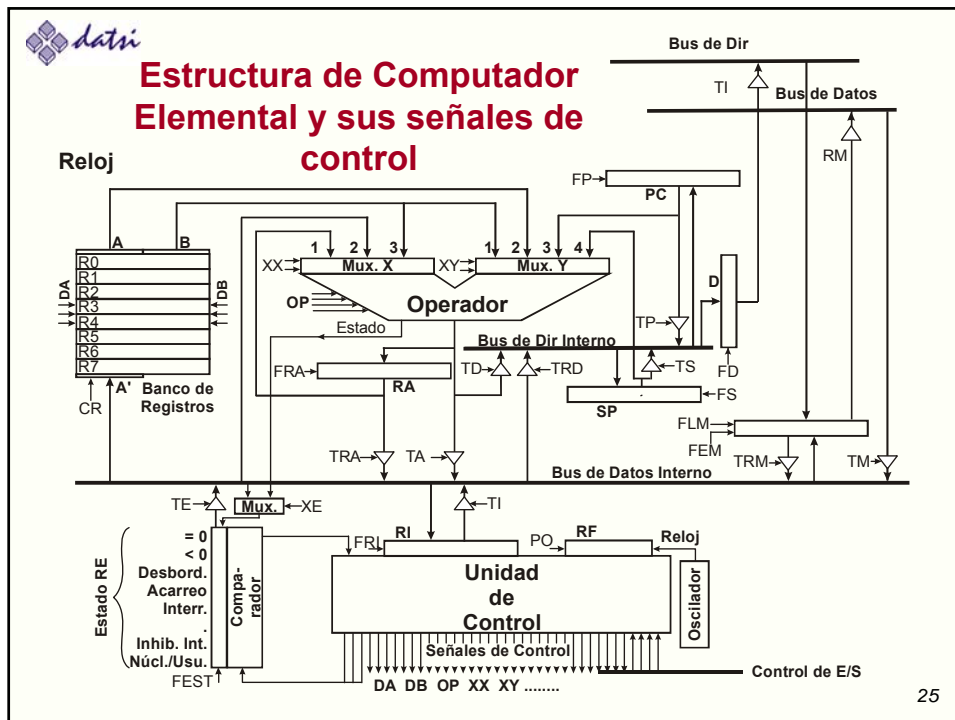 datsi
Estructura de Computador
Elemental y sus señales de
control
Bus de Dir
TI
Bus de Datos
RM
Reloj
FP
PC
A B
R0
R1
R2
R3
R4
R5
R6
R7
DA
DB
A'
Banco de
Registros
CR
1 2 3
1 2 3 4
XX
Mux. X
XY
Mux. Y
OP
Operador
Estado
D
TP
Bus de Dir Interno
FRA
RA
TD
TRD
TS
FD
SP
FS
FLM
FEM
TRA
TA
TRM
TM
Bus de Datos Interno
TE
Mux.
XE
TI
FRI
RI
PO
RF
Reloj
Estado RE
= 0
< 0
Desbord.
Acarreo
Interr.
.
Inhib. Int.
Núcl./Usu.
FEST
Compa-
rador
Unidad
de
Control
Oscilador
Señales de Control
DA DB OP XX XY ........
Control de E/S
25